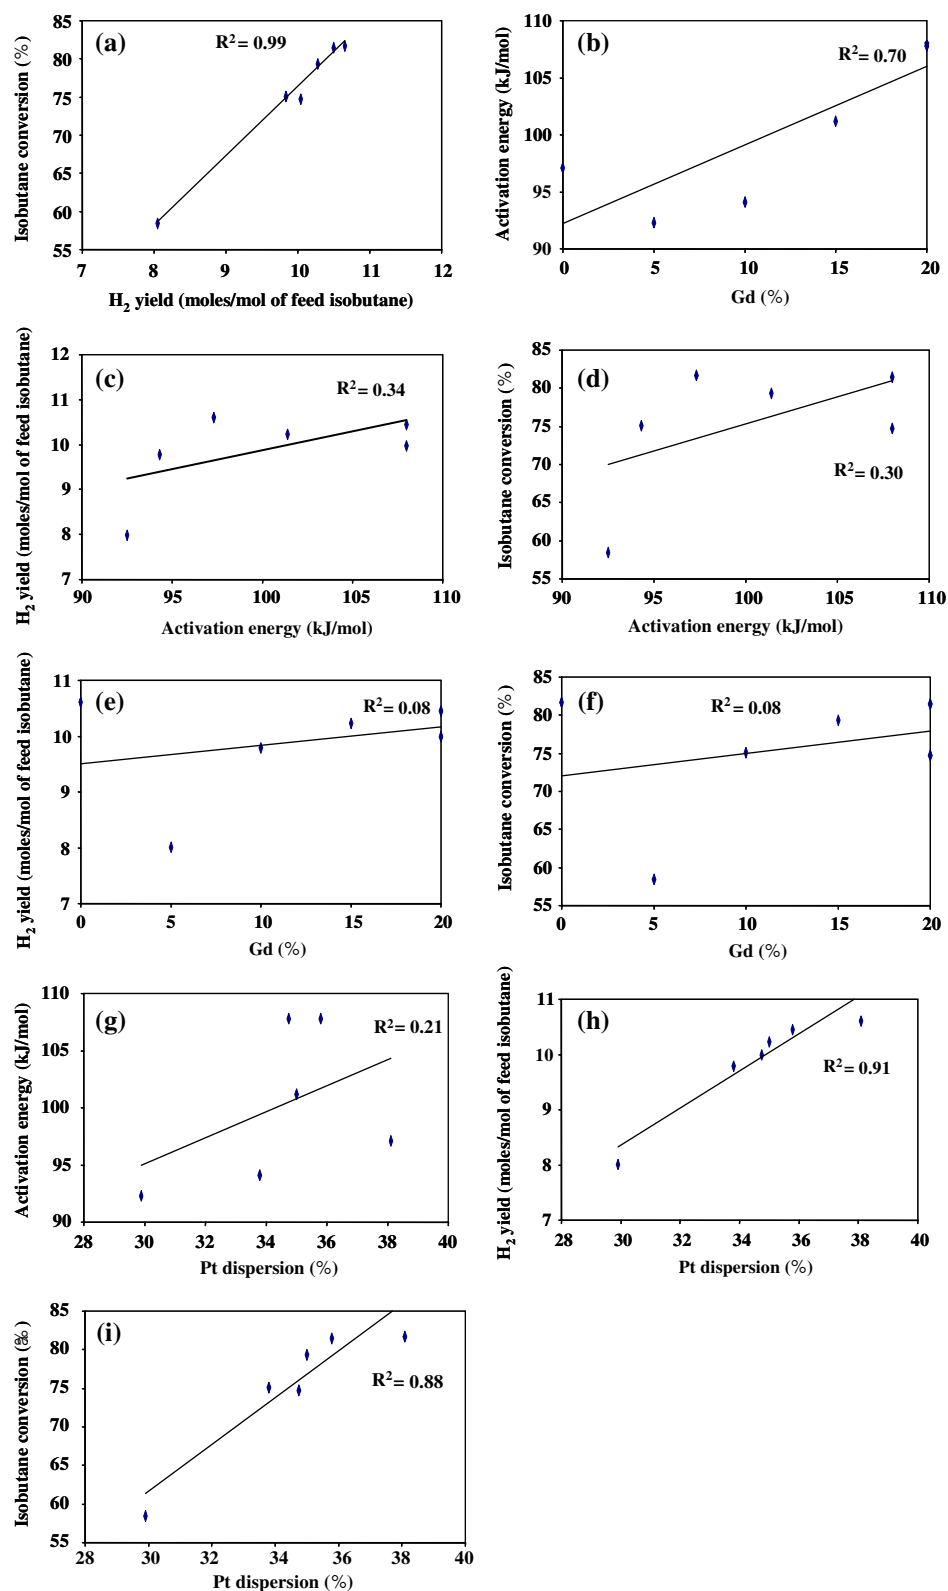 (a)
R2 = 0.99
Isobutane conversion (%)
85
80
75
70
65
60
55
7 8 9 10 11 12
H2 yield (moles/mol of feed isobutane)
(b)
R2 = 0.70
Activation energy (kJ/mol)
110
105
100
95
90
0 5 10 15 20
Gd (%)
(c)
R2 = 0.34
H2 yield (moles/mol of feed isobutane)
12
11
10
9
8
7
90 95 100 105 110
Activation energy (kJ/mol)
(d)
R2 = 0.30
Isobutane conversion (%)
85
80
75
70
65
60
55
90 95 100 105 110
Activation energy (kJ/mol)
(e)
R2 = 0.08
H2 yield (moles/mol of feed isobutane)
11
10
9
8
7
0 5 10 15 20
Gd (%)
(f)
R2 = 0.08
Isobutane conversion (%)
85
80
75
70
65
60
55
0 5 10 15 20
Gd (%)
(g)
R2 = 0.21
Activation energy (kJ/mol)
110
105
100
95
90
28 30 32 34 36 38 40
Pt dispersion (%)
(h)
R2 = 0.91
H2 yield (moles/mol of feed isobutane)
11
10
9
8
7
28 30 32 34 36 38 40
Pt dispersion (%)
(i)
R2 = 0.88
Isobutane conversion (%)
85
80
75
70
65
60
55
28 30 32 34 36 38 40
Pt dispersion (%)